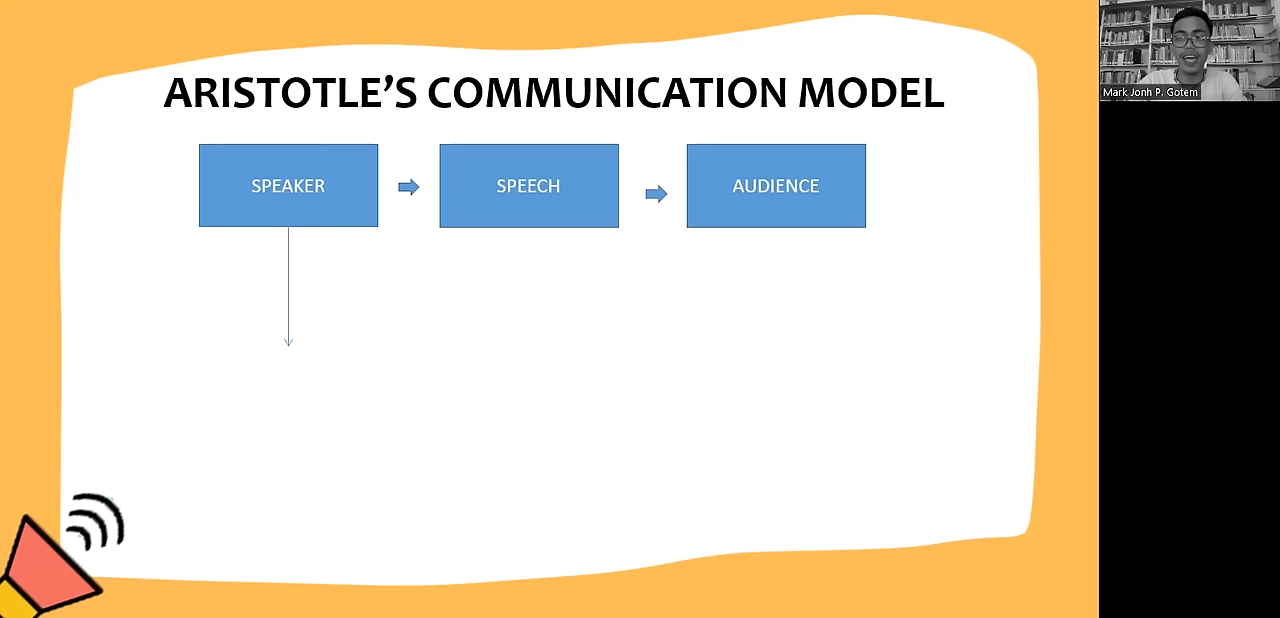 ARISTOTLE'S COMMUNICATION MODEL
SPEAKER
SPEECH
AUDIENCE
Mark Jonh P. Gotem